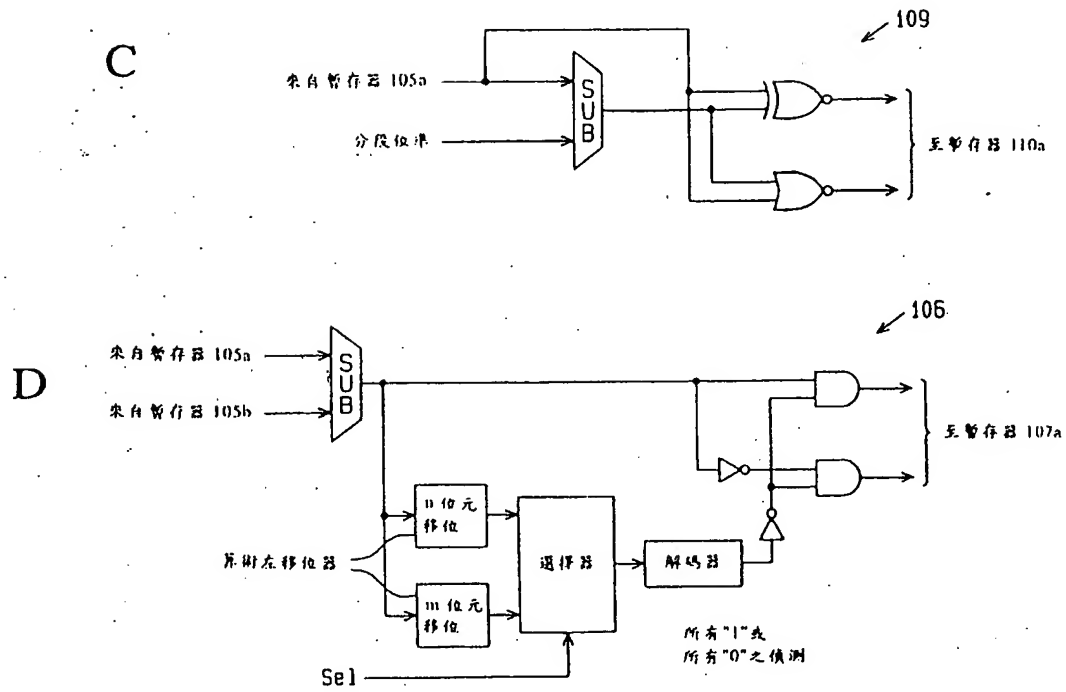 109
C
來自暫存器 105a
SUB
分段位準
至暫存器 110a
106
D
來自暫存器 105a
SUB
來自暫存器 105b
至暫存器 107a
n 位元
移位
算術左移位器
選擇器
解碼器
m 位元
移位
所有"1"或
所有"0"之偵測
Sel